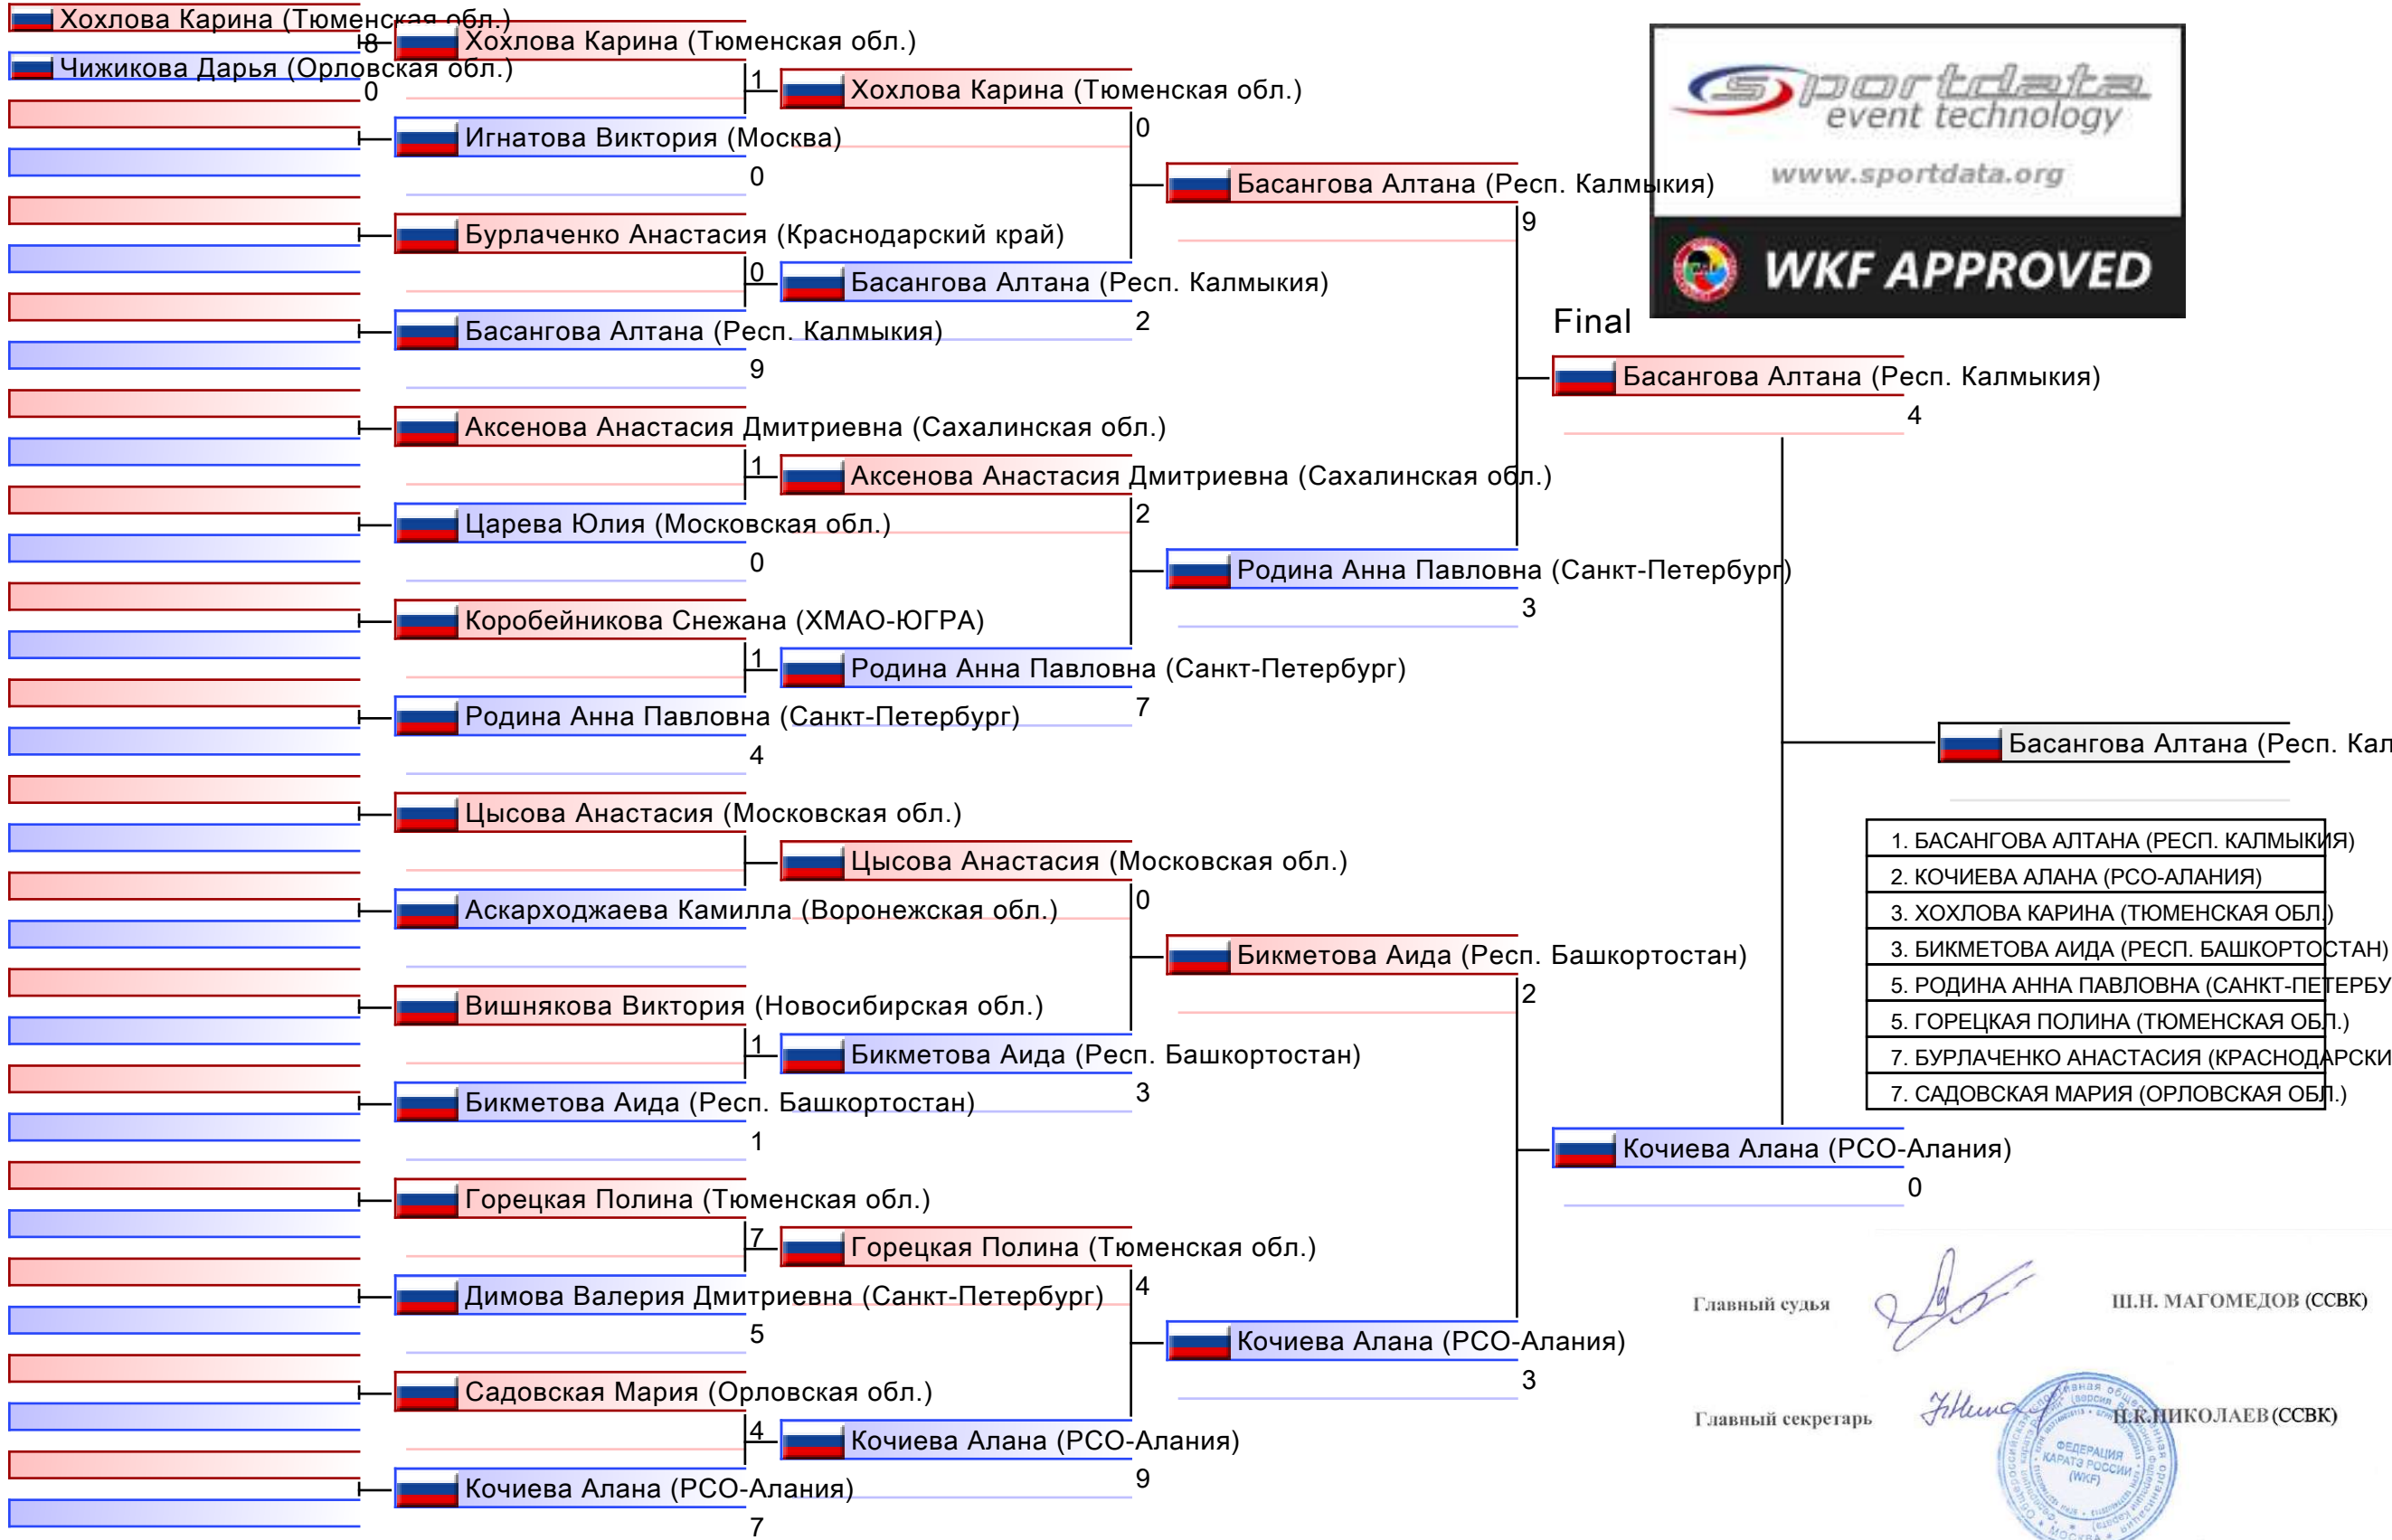 Хохлова Карина (Тюменская обл.)
8
Чижикова Дарья (Орловская обл.)
0
Хохлова Карина (Тюменская обл.)
1
Игнатова Виктория (Москва)
0
Бурлаченко Анастасия (Краснодарский край)
0
Басангова Алтана (Респ. Калмыкия)
9
Аксенова Анастасия Дмитриевна (Сахалинская обл.)
1
Царева Юлия (Московская обл.)
0
Коробейникова Снежана (ХМАО-ЮГРА)
1
Родина Анна Павловна (Санкт-Петербург)
4
Цысова Анастасия (Московская обл.)
Аскарходжаева Камилла (Воронежская обл.)
Вишнякова Виктория (Новосибирская обл.)
1
Бикметова Аида (Респ. Башкортостан)
1
Горецкая Полина (Тюменская обл.)
7
Димова Валерия Дмитриевна (Санкт-Петербург)
5
Садовская Мария (Орловская обл.)
4
Кочиева Алана (РСО-Алания)
7
Хохлова Карина (Тюменская обл.)
0
Басангова Алтана (Респ. Калмыкия)
2
Аксенова Анастасия Дмитриевна (Сахалинская обл.)
2
Родина Анна Павловна (Санкт-Петербург)
7
Цысова Анастасия (Московская обл.)
0
Бикметова Аида (Респ. Башкортостан)
3
Горецкая Полина (Тюменская обл.)
4
Кочиева Алана (РСО-Алания)
9
Басангова Алтана (Респ. Калмыкия)
9
Родина Анна Павловна (Санкт-Петербург)
3
Бикметова Аида (Респ. Башкортостан)
2
Кочиева Алана (РСО-Алания)
3
sportdata
event technology
www.sportdata.org
WKF APPROVED
Final
Басангова Алтана (Респ. Калмыкия)
4
Кочиева Алана (РСО-Алания)
0
Басангова Алтана (Респ. Кал
1. БАСАНГОВА АЛТАНА (РЕСП. КАЛМЫКИЯ)
2. КОЧИЕВА АЛАНА (РСО-АЛАНИЯ)
3. ХОХЛОВА КАРИНА (ТЮМЕНСКАЯ ОБЛ.)
3. БИКМЕТОВА АИДА (РЕСП. БАШКОРТОСТАН)
5. РОДИНА АННА ПАВЛОВНА (САНКТ-ПЕТЕРБУ
5. ГОРЕЦКАЯ ПОЛИНА (ТЮМЕНСКАЯ ОБЛ.)
7. БУРЛАЧЕНКО АНАСТАСИЯ (КРАСНОДАРСКИ
7. САДОВСКАЯ МАРИЯ (ОРЛОВСКАЯ ОБЛ.)
Главный судья Ш.Н. МАГОМЕДОВ (ССВК)
Главный секретарь Н.К.НИКОЛАЕВ (ССВК)
ФЕДЕРАЦИЯ
КАРАТЭ РОССИИ
(WKF)
МОСКВА